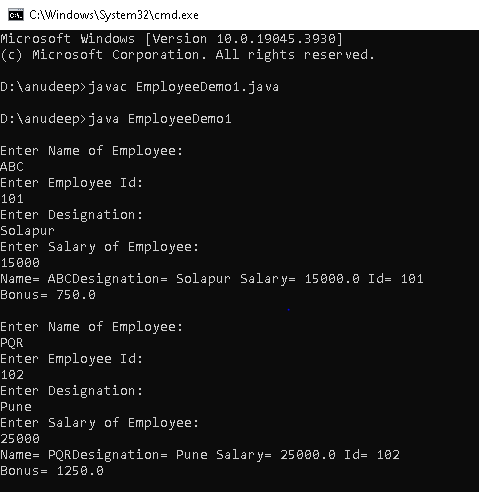 C:\Windows\System32\cmd.exe
Microsoft Windows [Version 10.0.19045.3930]
(c) Microsoft Corporation. All rights reserved.
D:\anudeep>javac EmployeeDemo1.java
D:\anudeep>java EmployeeDemo1
Enter Name of Employee:
ABC
Enter Employee Id:
101
Enter Designation:
Solapur
Enter Salary of Employee:
15000
Name= ABCDesignation= Solapur Salary= 15000.0 Id= 101
Bonus= 750.0
Enter Name of Employee:
PQR
Enter Employee Id:
102
Enter Designation:
Pune
Enter Salary of Employee:
25000
Name= PQRDesignation= Pune Salary= 25000.0 Id= 102
Bonus= 1250.0